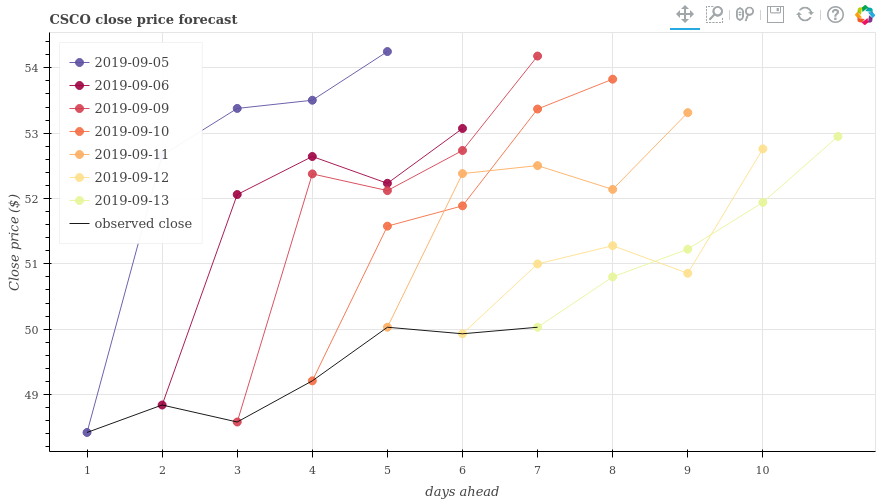 CSCO close price forecast
2019-09-05
2019-09-06
2019-09-09
2019-09-10
2019-09-11
2019-09-12
2019-09-13
observed close
Close price ($)
54
53
52
51
50
49
1 2 3 4 5 6 7 8 9 10
days ahead